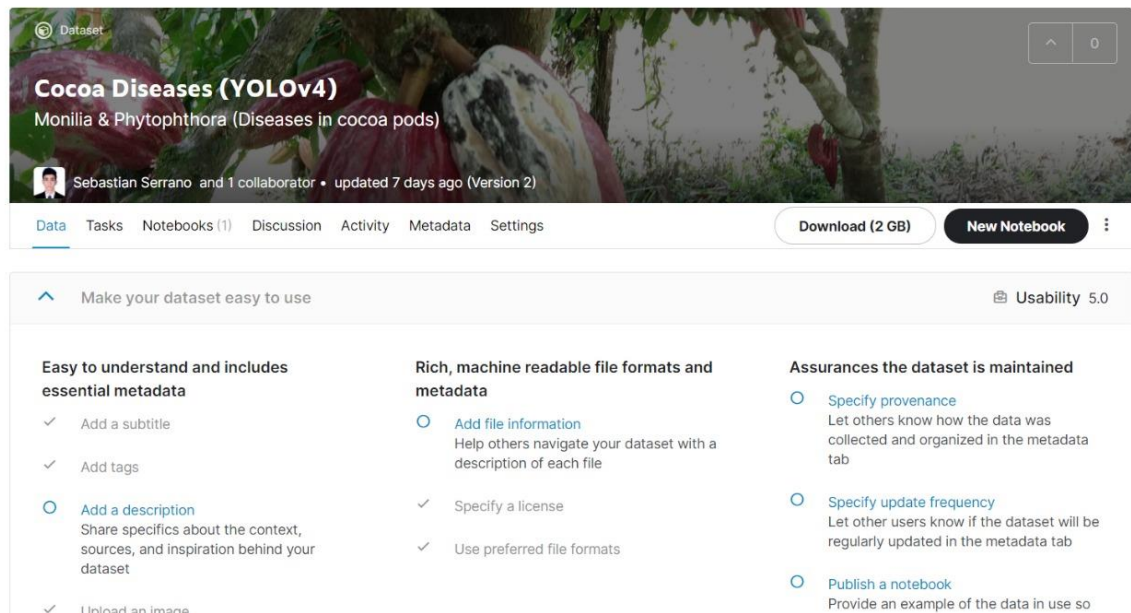 Dataset
0
Cocoa Diseases (YOLOv4)
Monilia & Phytophthora (Diseases in cocoa pods)
Sebastian Serrano and 1 collaborator • updated 7 days ago (Version 2)
Data Tasks Notebooks (1) Discussion Activity Metadata Settings Download (2 GB) New Notebook
Make your dataset easy to use Usability 5.0
Easy to understand and includes
essential metadata
Add a subtitle
Add tags
Add a description
Share specifics about the context,
sources, and inspiration behind your
dataset
Upload an image
Rich, machine readable file formats and
metadata
Add file information
Help others navigate your dataset with a
description of each file
Specify a license
Use preferred file formats
Assurances the dataset is maintained
Specify provenance
Let others know how the data was
collected and organized in the metadata
tab
Specify update frequency
Let other users know if the dataset will be
regularly updated in the metadata tab
Publish a notebook
Provide an example of the data in use so